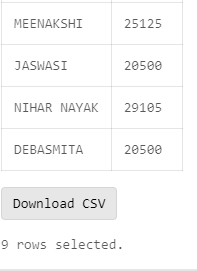 MEENAKSHI 25125
JASWASI 20500
NIHAR NAYAK 29105
DEBASMITA 20500
Download CSV
9 rows selected.